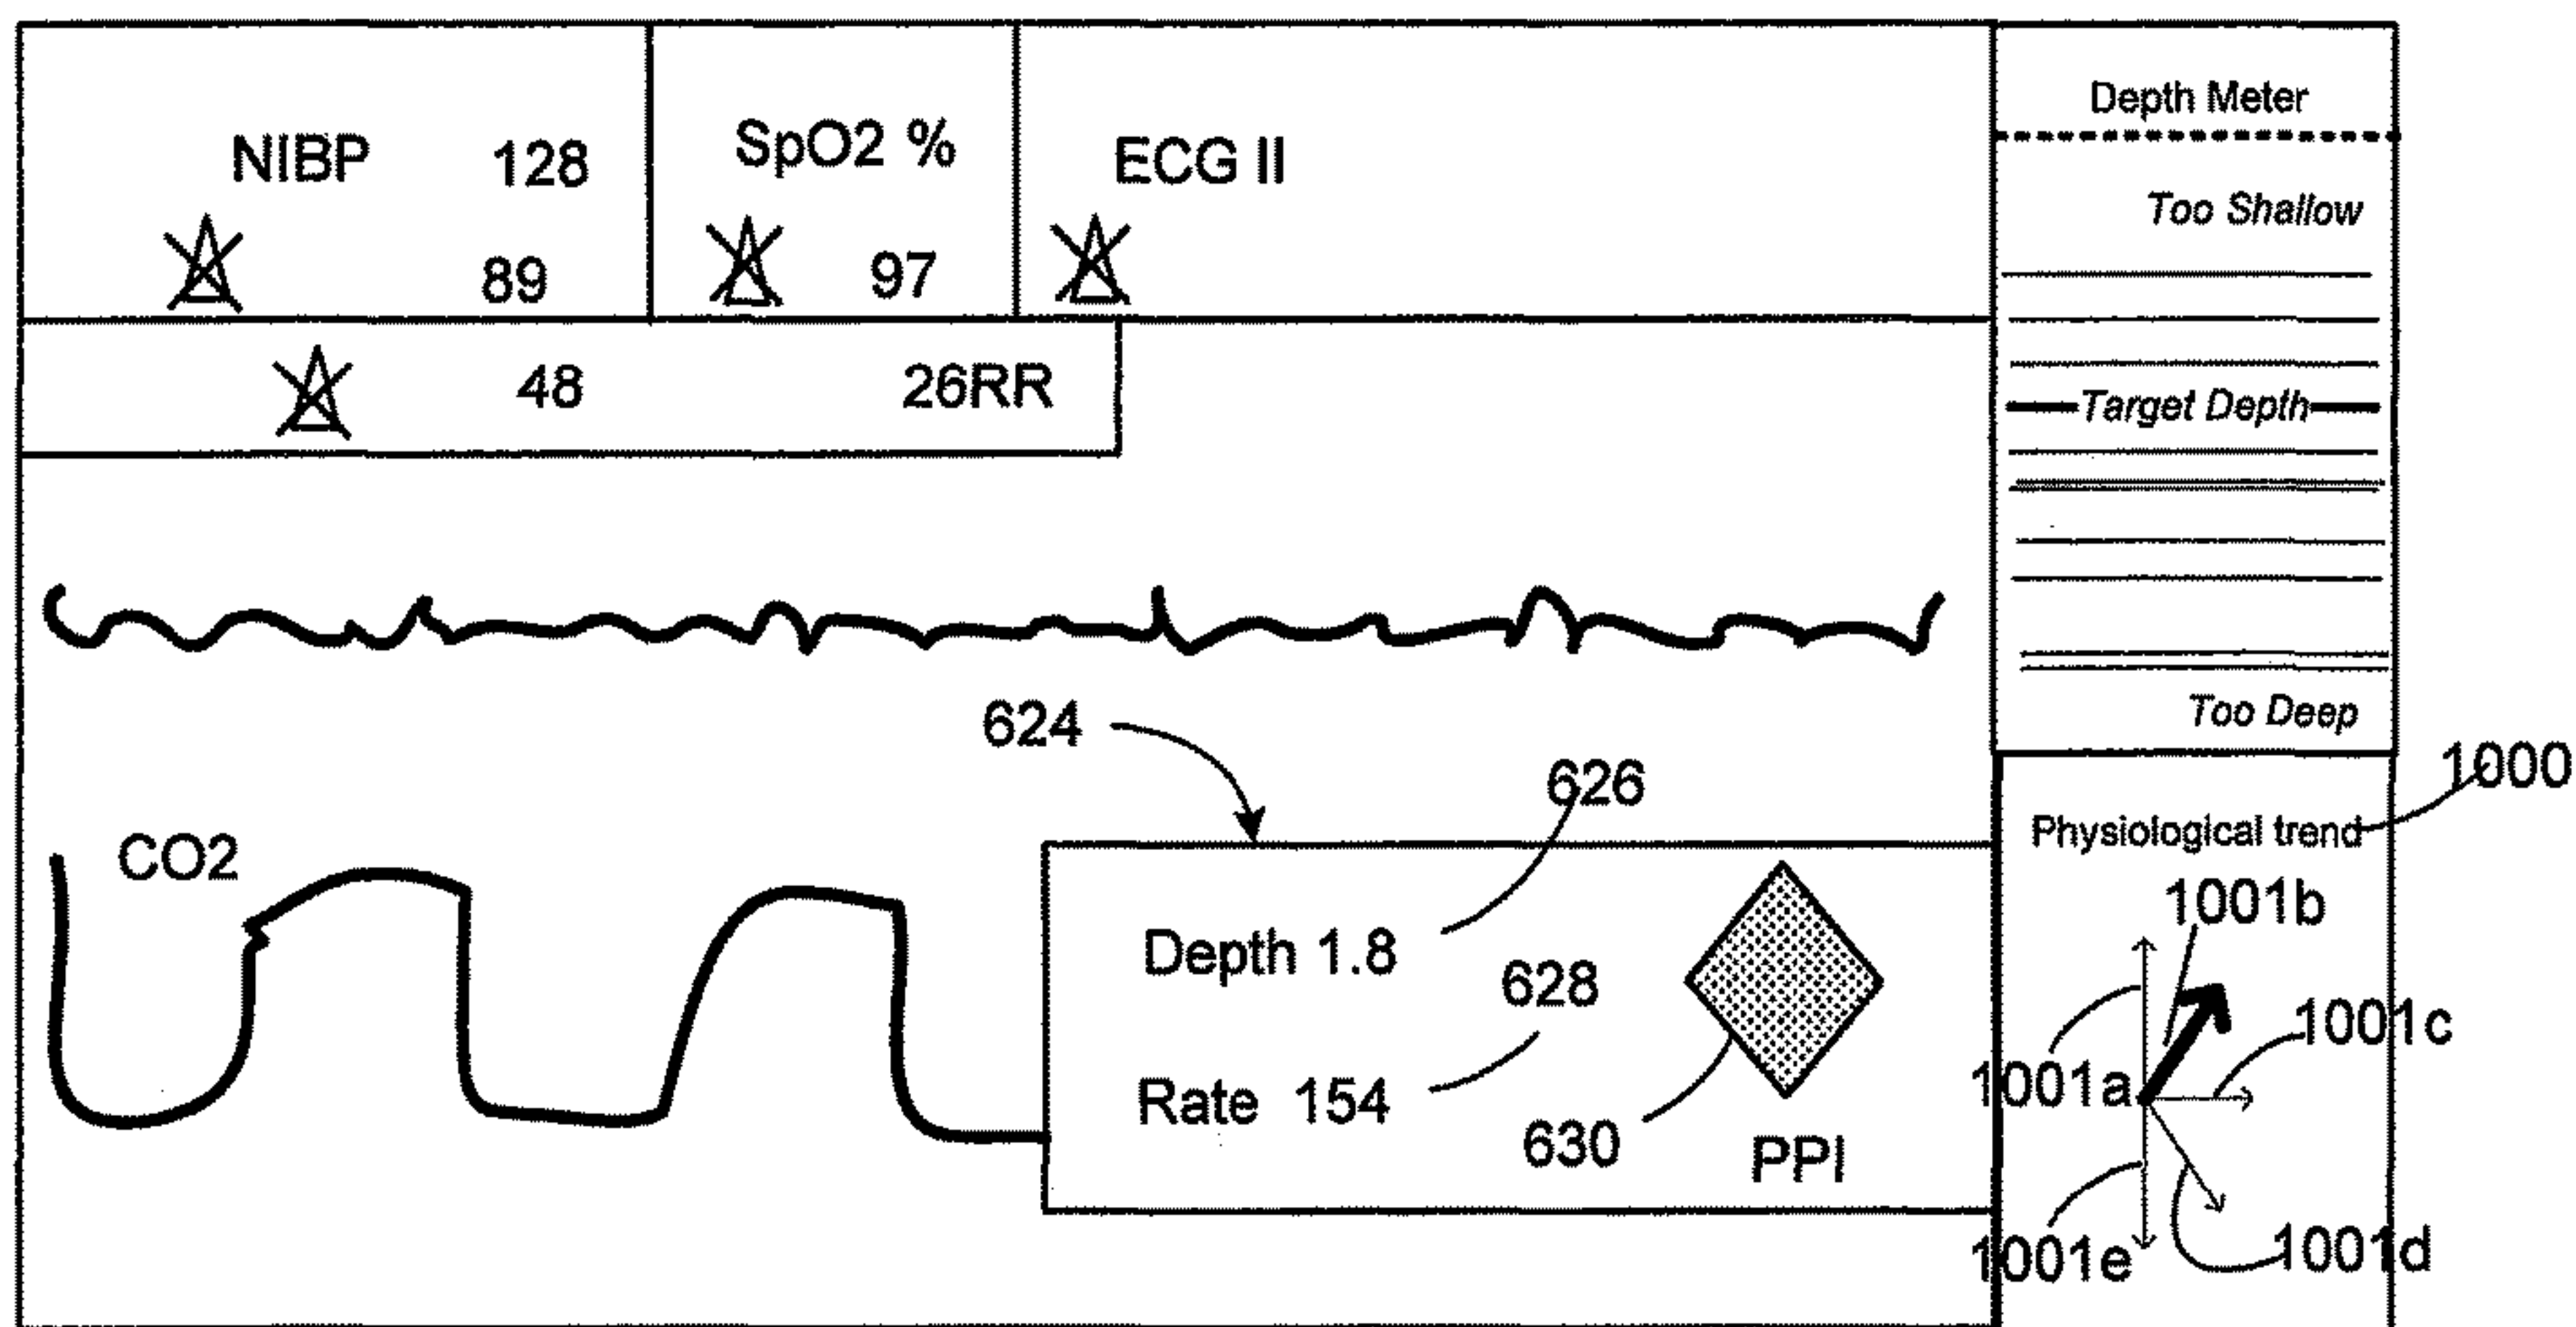 NIBP 128
89
SpO2 %
97
ECG II
48 26RR
Depth Meter
Too Shallow
Target Depth
Too Deep
624
626
CO2
Depth 1.8
628
Rate 154
630
PPI
1000
Physiological trend
1001b
1001c
1001a
1001e
1001d